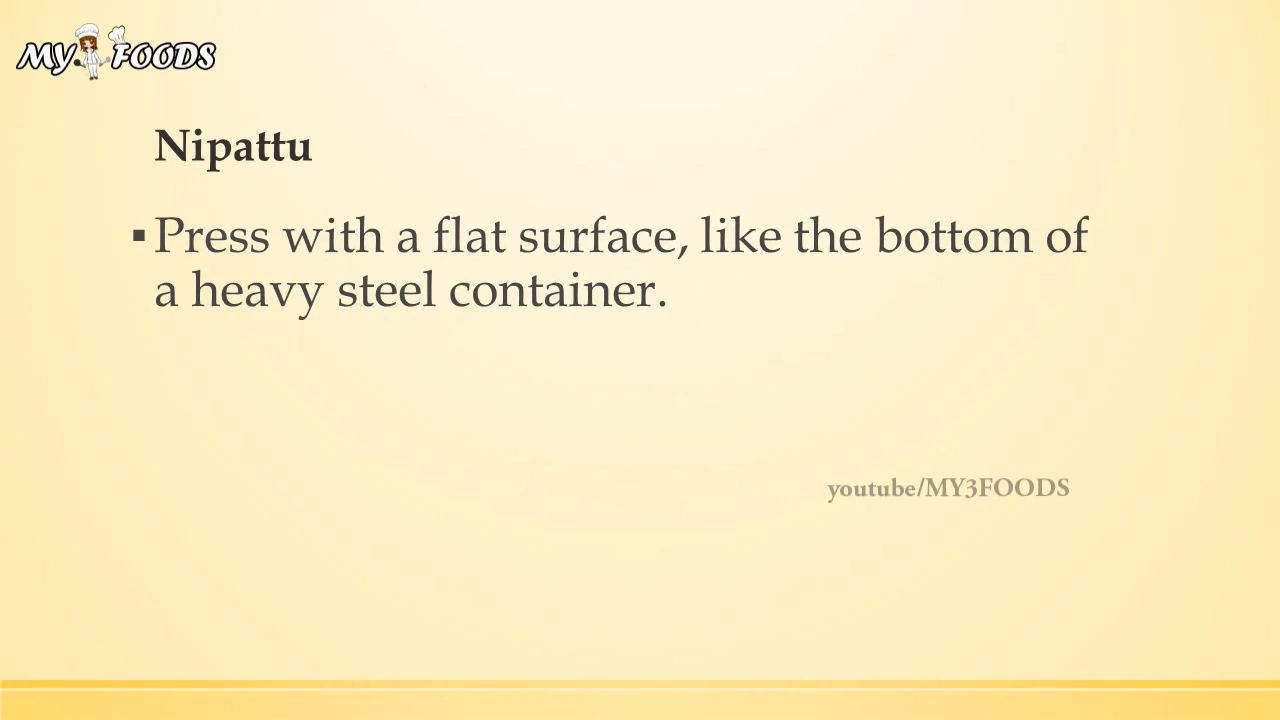 MY FOODS
Nipattu
▪ Press with a flat surface, like the bottom of
a heavy steel container.
youtube/MY3FOODS